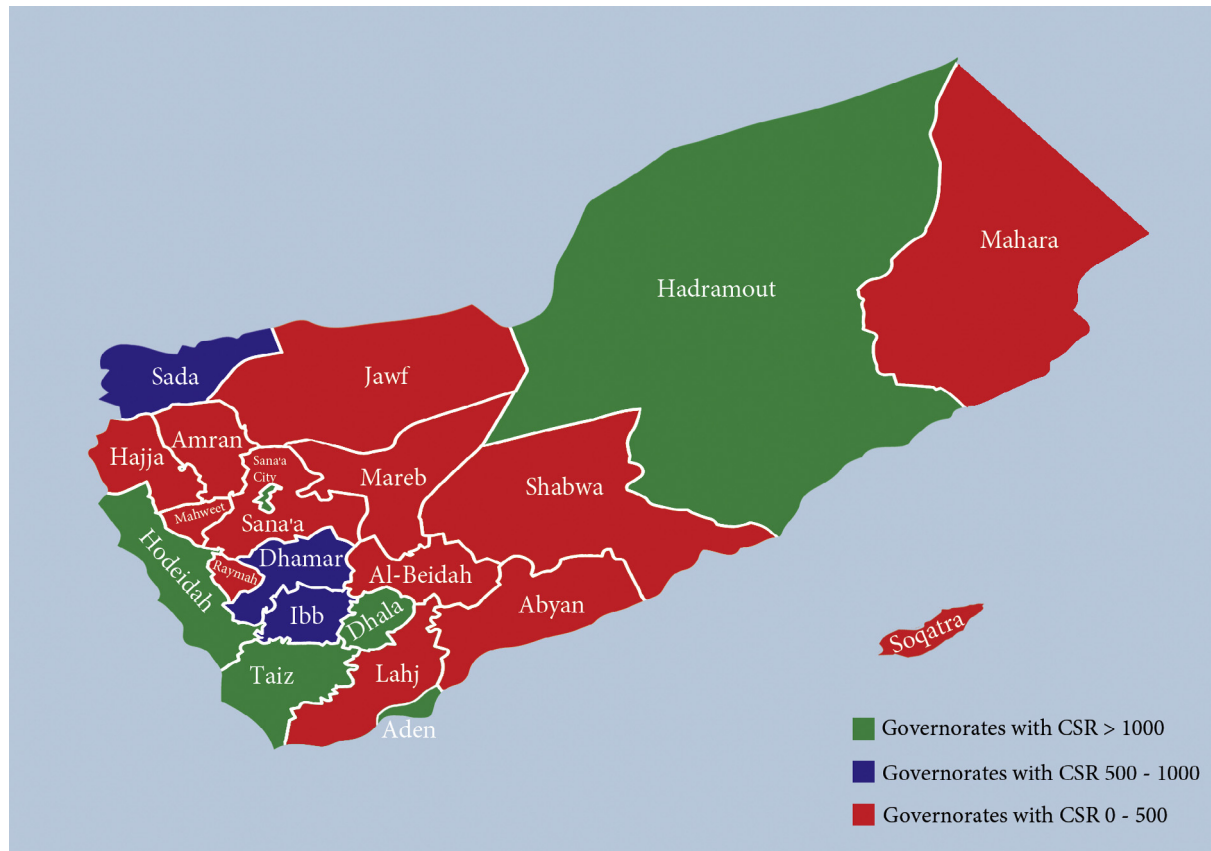 Mahara
Hadramout
Jawf
Sada
Amran
Hajja
Sana'a
City
Mareb
Shabwa
Mahweet
Sana'a
Hodeidah
Dhamar
Raymah
Al-Beidah
Abyan
Ibb
Dhala
Soqatra
Taiz
Lahj
Aden
Governorates with CSR > 1000
Governorates with CSR 500 - 1000
Governorates with CSR 0 - 500